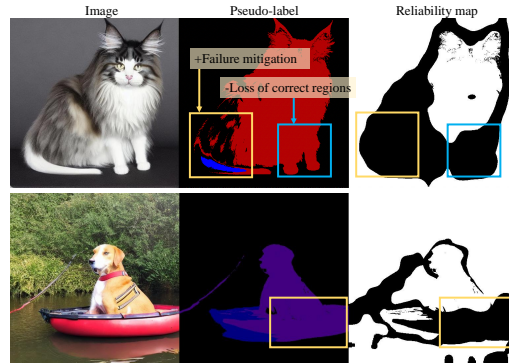 Image
Pseudo-label
Reliability map
+Failure mitigation
-Loss of correct regions